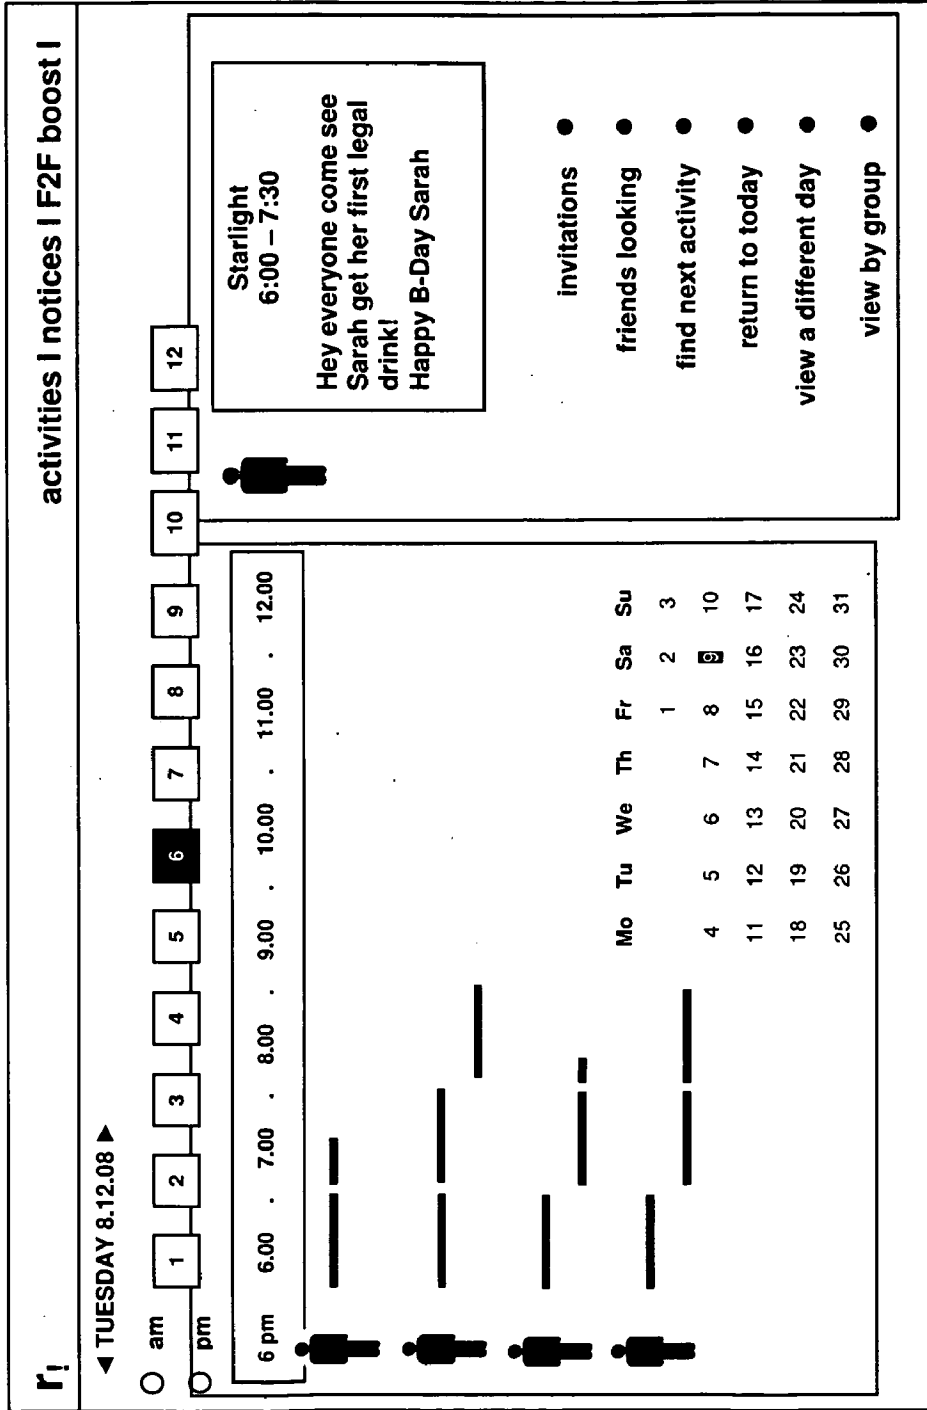 r!
activities I notices I F2F boost I
◀ TUESDAY 8.12.08 ▶
am
pm
1 2 3 4 5 6 7 8 9 10 11 12
6 pm 6.00 . 7.00 . 8.00 . 9.00 . 10.00 . 11.00 . 12.00
Mo Tu We Th Fr Sa Su
1 2 3
4 5 6 7 8 9 10
11 12 13 14 15 16 17
18 19 20 21 22 23 24
25 26 27 28 29 30 31
Starlight
6:00 – 7:30
Hey everyone come see
Sarah get her first legal
drink!
Happy B-Day Sarah
invitations
friends looking
find next activity
return to today
view a different day
view by group